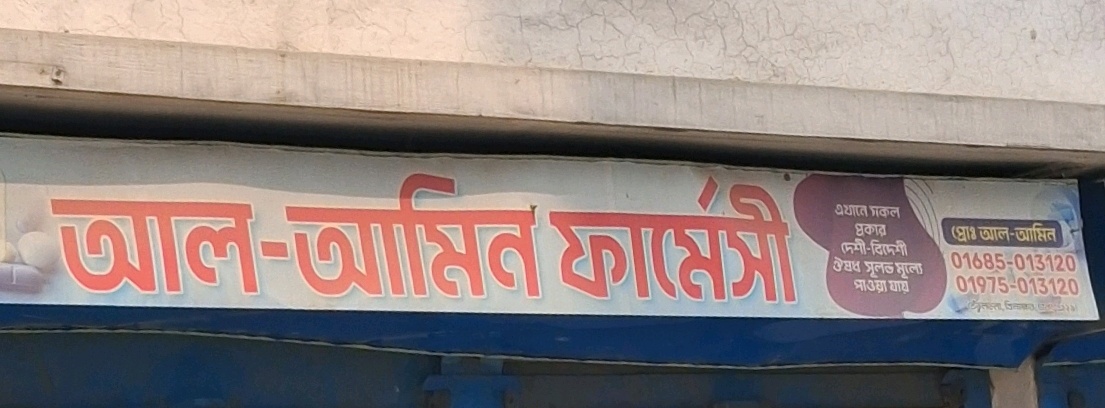 আল-আমিন ফার্মেসী
এখানে সকল
প্রকার
দেশী-বিদেশী
ঔষধ সূলভ মূল্যে
পাওয়া যায়
প্রোঃ আল-আমিন
01685-013120
01975-013120